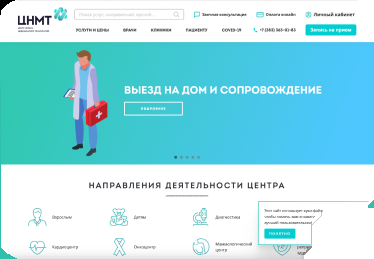 ЦНМТ
Поиск услуг, направлений, врачей...
Заочная консультация
Оплата онлайн
Личный кабинет
УСЛУГИ И ЦЕНЫ
ВРАЧИ
КЛИНИКИ
ПАЦИЕНТУ
COVID-19
+7 (383) 363-01-83
Запись на прием
ВЫЕЗД НА ДОМ И СОПРОВОЖДЕНИЕ
ПОДРОБНЕЕ
НАПРАВЛЕНИЯ ДЕЯТЕЛЬНОСТИ ЦЕНТРА
Взрослым
Детям
Диагностика
Кардиоцентр
Онкоцентр
Маммологический
центр
Этот сайт использует куки-файлы
чтобы помочь нам
лучший пользовательский
ПОНЯТНО